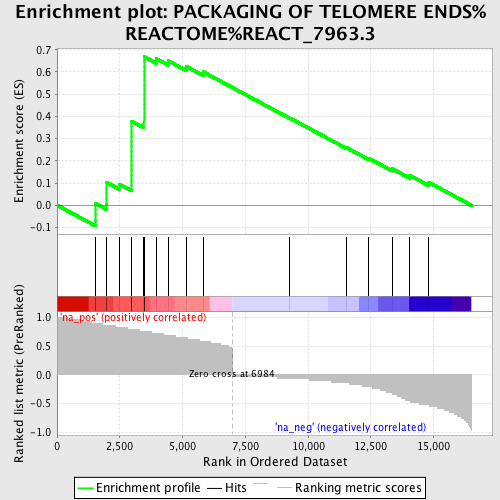 Enrichment plot: PACKAGING OF TELOMERE ENDS%
REACTOME%REACT_7963.3
Enrichment score (ES)
0.7
0.6
0.5
0.4
0.3
0.2
0.1
0.0
-0.1
Ranked list metric (PreRanked)
1.0
0.5
0.0
-0.5
-1.0
'na_pos' (positively correlated)
Zero cross at 6984
'na_neg' (negatively correlated)
0
2,500
5,000
7,500
10,000
12,500
15,000
Rank in Ordered Dataset
Enrichment profile
Hits
Ranking metric scores